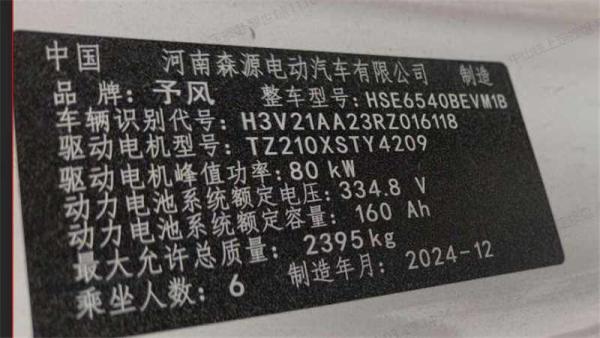 中国 河南森源电动汽车有限公司 制造
品牌：予风 整车型号：HSE6540BEVM1B
车辆识别代号：H3V21AA23RZ016118
驱动电机型号：TZ210XSTY4209
驱动电机峰值功率：80 kW
动力电池系统额定电压：334.8 V
动力电池系统额定容量：160 Ah
最大允许总质量：2395kg
乘坐人数：6 制造年月：2024-12